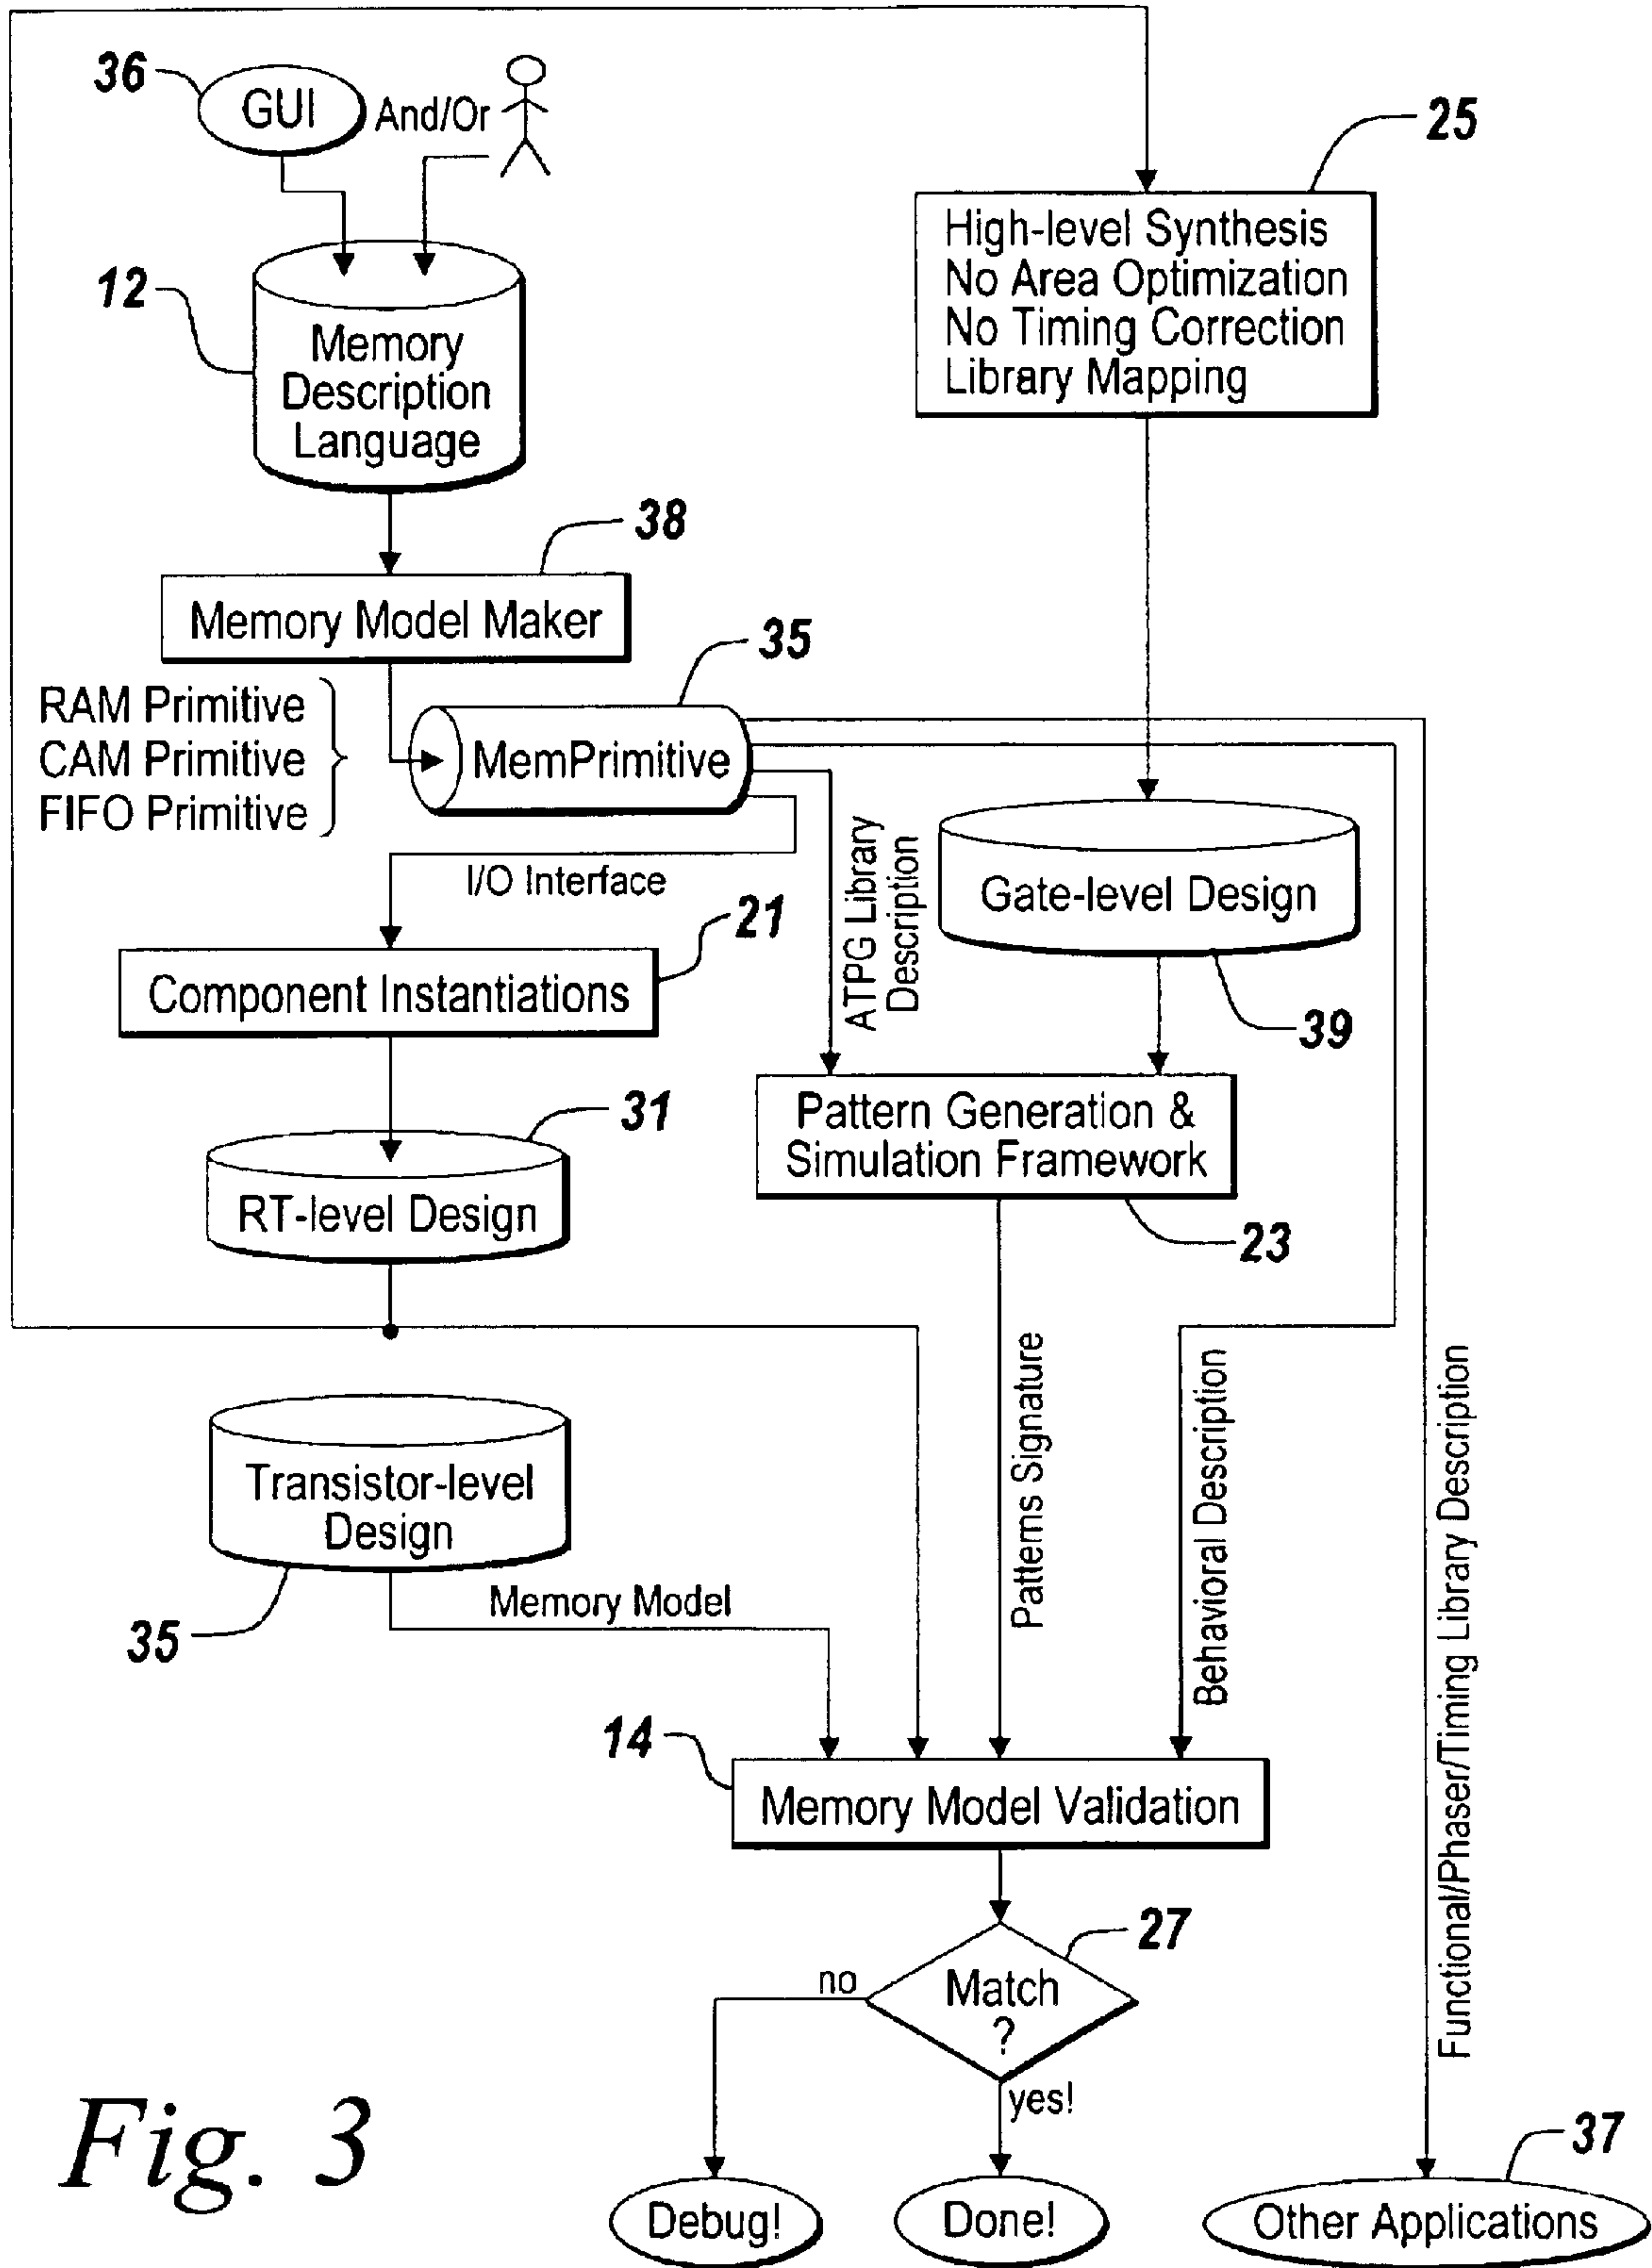 36
GUI
And/Or
25
High-level Synthesis
No Area Optimization
No Timing Correction
Library Mapping
12
Memory
Description
Language
38
Memory Model Maker
35
RAM Primitive
CAM Primitive
FIFO Primitive
MemPrimitive
I/O Interface
ATPG Library
Description
Gate-level Design
39
21
Component Instantiations
Pattern Generation &
Simulation Framework
23
31
RT-level Design
Transistor-level
Design
35
Memory Model
Patterns Signature
Behavioral Description
Functional/Phaser/Timing Library Description
14
Memory Model Validation
27
Match
?
no
yes!
Debug!
Done!
37
Other Applications
Fig. 3